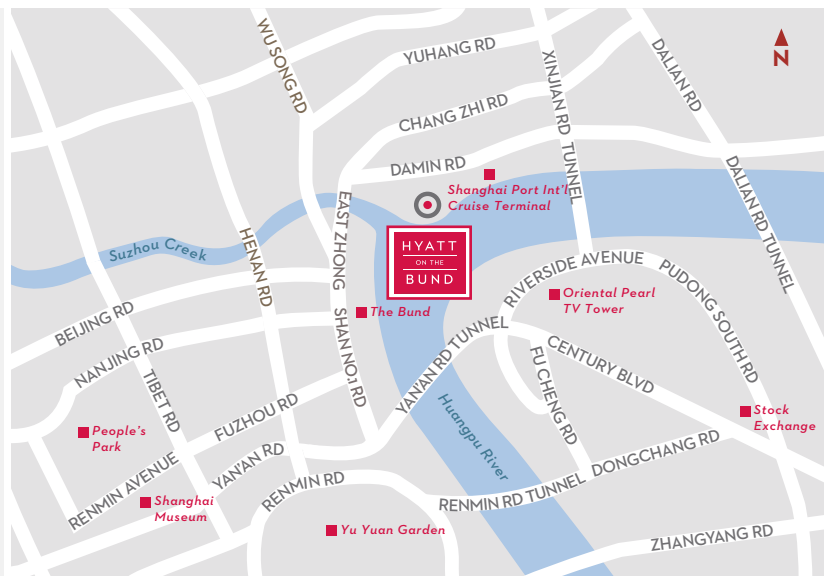 WU SONG RD
YUHANG RD
XINJIAN RD TUNNEL
DALIAN RD
N
CHANG ZHI RD
DAMIN RD
Shanghai Port Int'l
Cruise Terminal
DALIAN RD TUNNEL
EAST ZHONG SHAN NO.1 RD
Suzhou Creek
HENAN RD
HYATT
ON THE
BUND
RIVERSIDE AVENUE
PUDONG SOUTH RD
Oriental Pearl
TV Tower
The Bund
BEIJING RD
NANJING RD
TIBET RD
YAN'AN RD TUNNEL
FU CHENG RD
CENTURY BLVD
Huangpu River
FUZHOU RD
People's
Park
Stock
Exchange
RENMIN AVENUE
YAN'AN RD
RENMIN RD
RENMIN RD TUNNEL
DONGCHANG RD
Shanghai
Museum
Yu Yuan Garden
ZHANGYANG RD